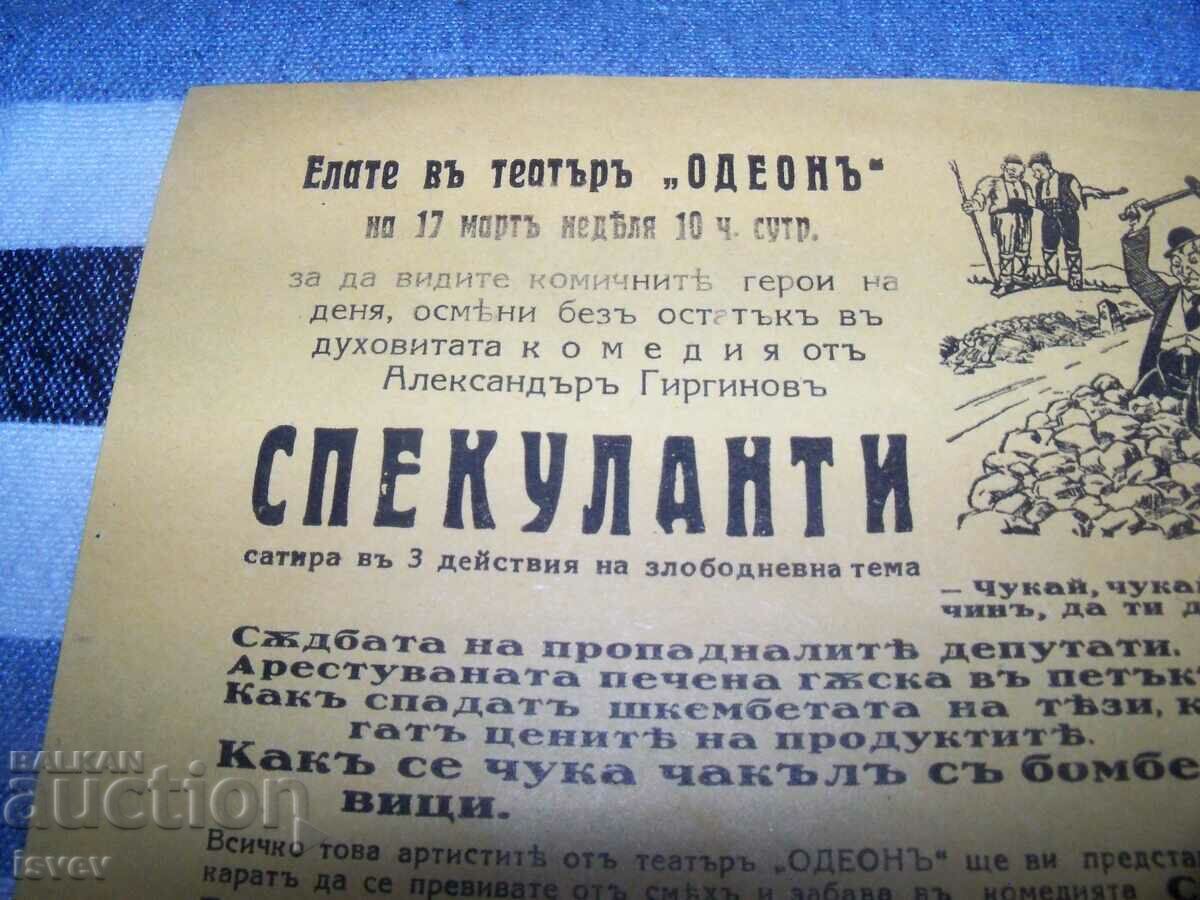 Елате въ театъръ „ОДЕОНЪ“
на 17 мартъ недѣля 10 ч. сутр.
за да видите комичнитѣ герои на
деня, осмѣни безъ остатъкъ въ
духовитата комедия отъ
Александъръ Гиргиновъ
СПЕКУЛАНТИ
сатира въ 3 действия на злободневна тема
– Чукай, чукай
чинъ, да ти д
Сѫдбата на пропадналитѣ депутати.
Арестуваната печена гѫска въ петък
Какъ спадатъ шкембетата на тѣзи, к
гатъ ценитѣ на продуктитѣ.
Какъ се чука чакълъ съ бомбе
вици.
Всичко това артиститѣ отъ театъръ „ОДЕОНЪ“ ще ви представ
каратъ да се превивате отъ смѣхъ и забава въ комедията С
BALKAN
auction
isvev